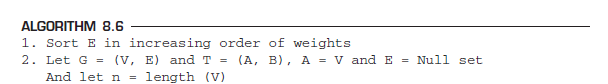 ALGORITHM 8.6
1. Sort E in increasing order of weights
2. Let G = (V, E) and T = (A, B), A = V and E = Null set
And let n = length (V)